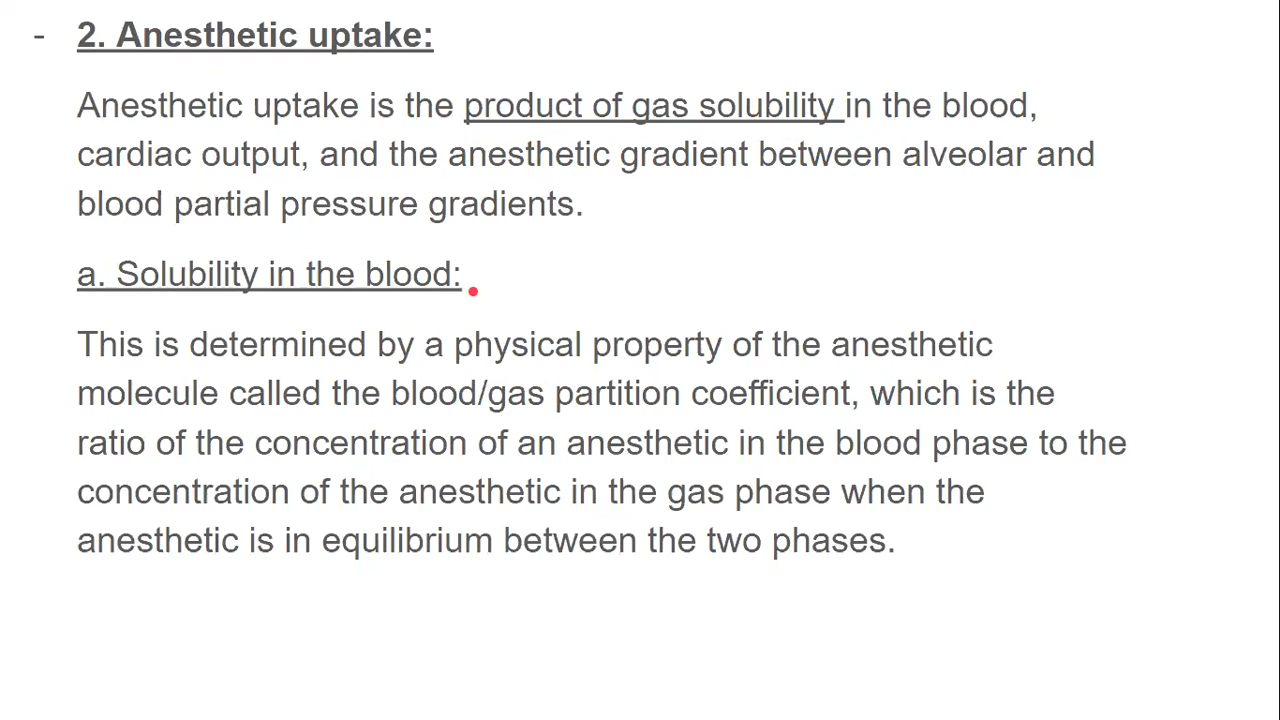 - 2. Anesthetic uptake:
Anesthetic uptake is the product of gas solubility in the blood,
cardiac output, and the anesthetic gradient between alveolar and
blood partial pressure gradients.
a. Solubility in the blood:
This is determined by a physical property of the anesthetic
molecule called the blood/gas partition coefficient, which is the
ratio of the concentration of an anesthetic in the blood phase to the
concentration of the anesthetic in the gas phase when the
anesthetic is in equilibrium between the two phases.